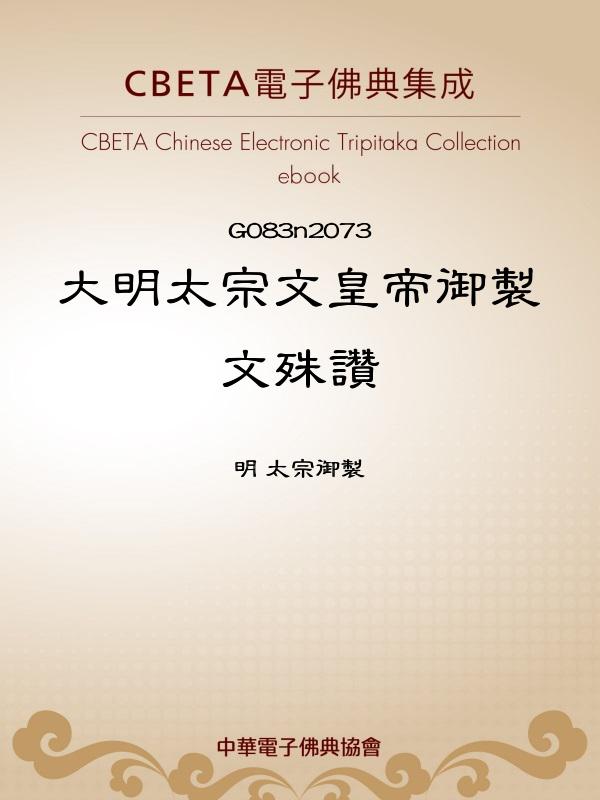 CBETA電子佛典集成
CBETA Chinese Electronic Tripitaka Collection
ebook
G083n2073
大明太宗文皇帝御製
文殊讚
明 太宗御製
中華電子佛典協會